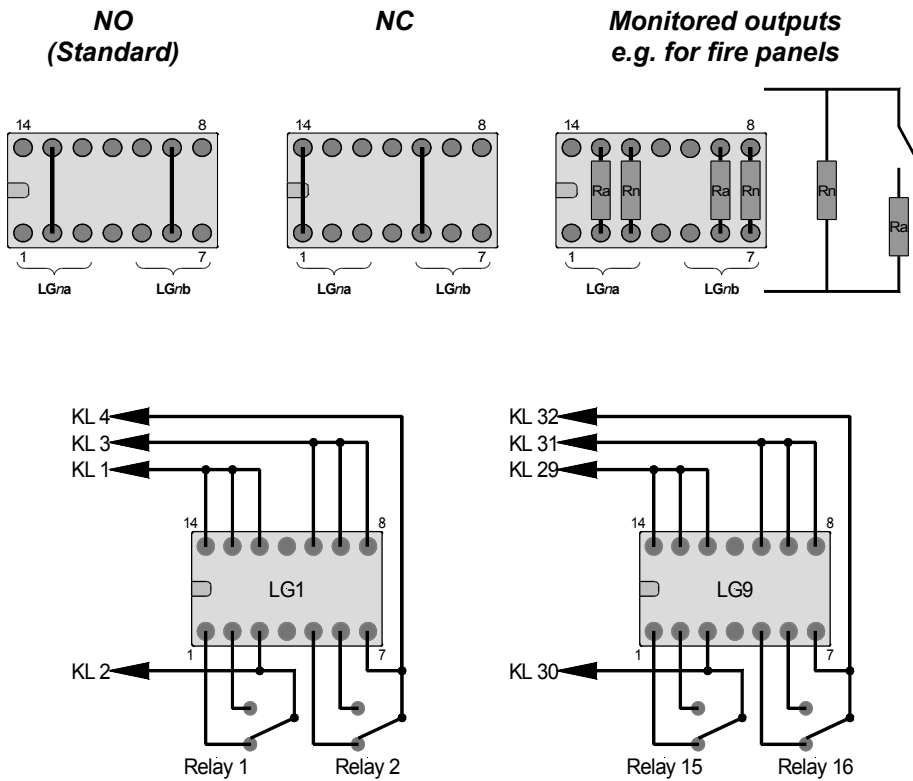 NO
(Standard)
NC
Monitored outputs
e.g. for fire panels
14 8
1 7
LGna LGnb
14 8
1 7
LGna LGnb
14 8
Ra Rn Ra Rn
1 7
LGna LGnb
Rn
Ra
KL 4
KL 3
KL 1
14 8
LG1
1 7
KL 2
Relay 1 Relay 2
KL 32
KL 31
KL 29
14 8
LG9
1 7
KL 30
Relay 15 Relay 16